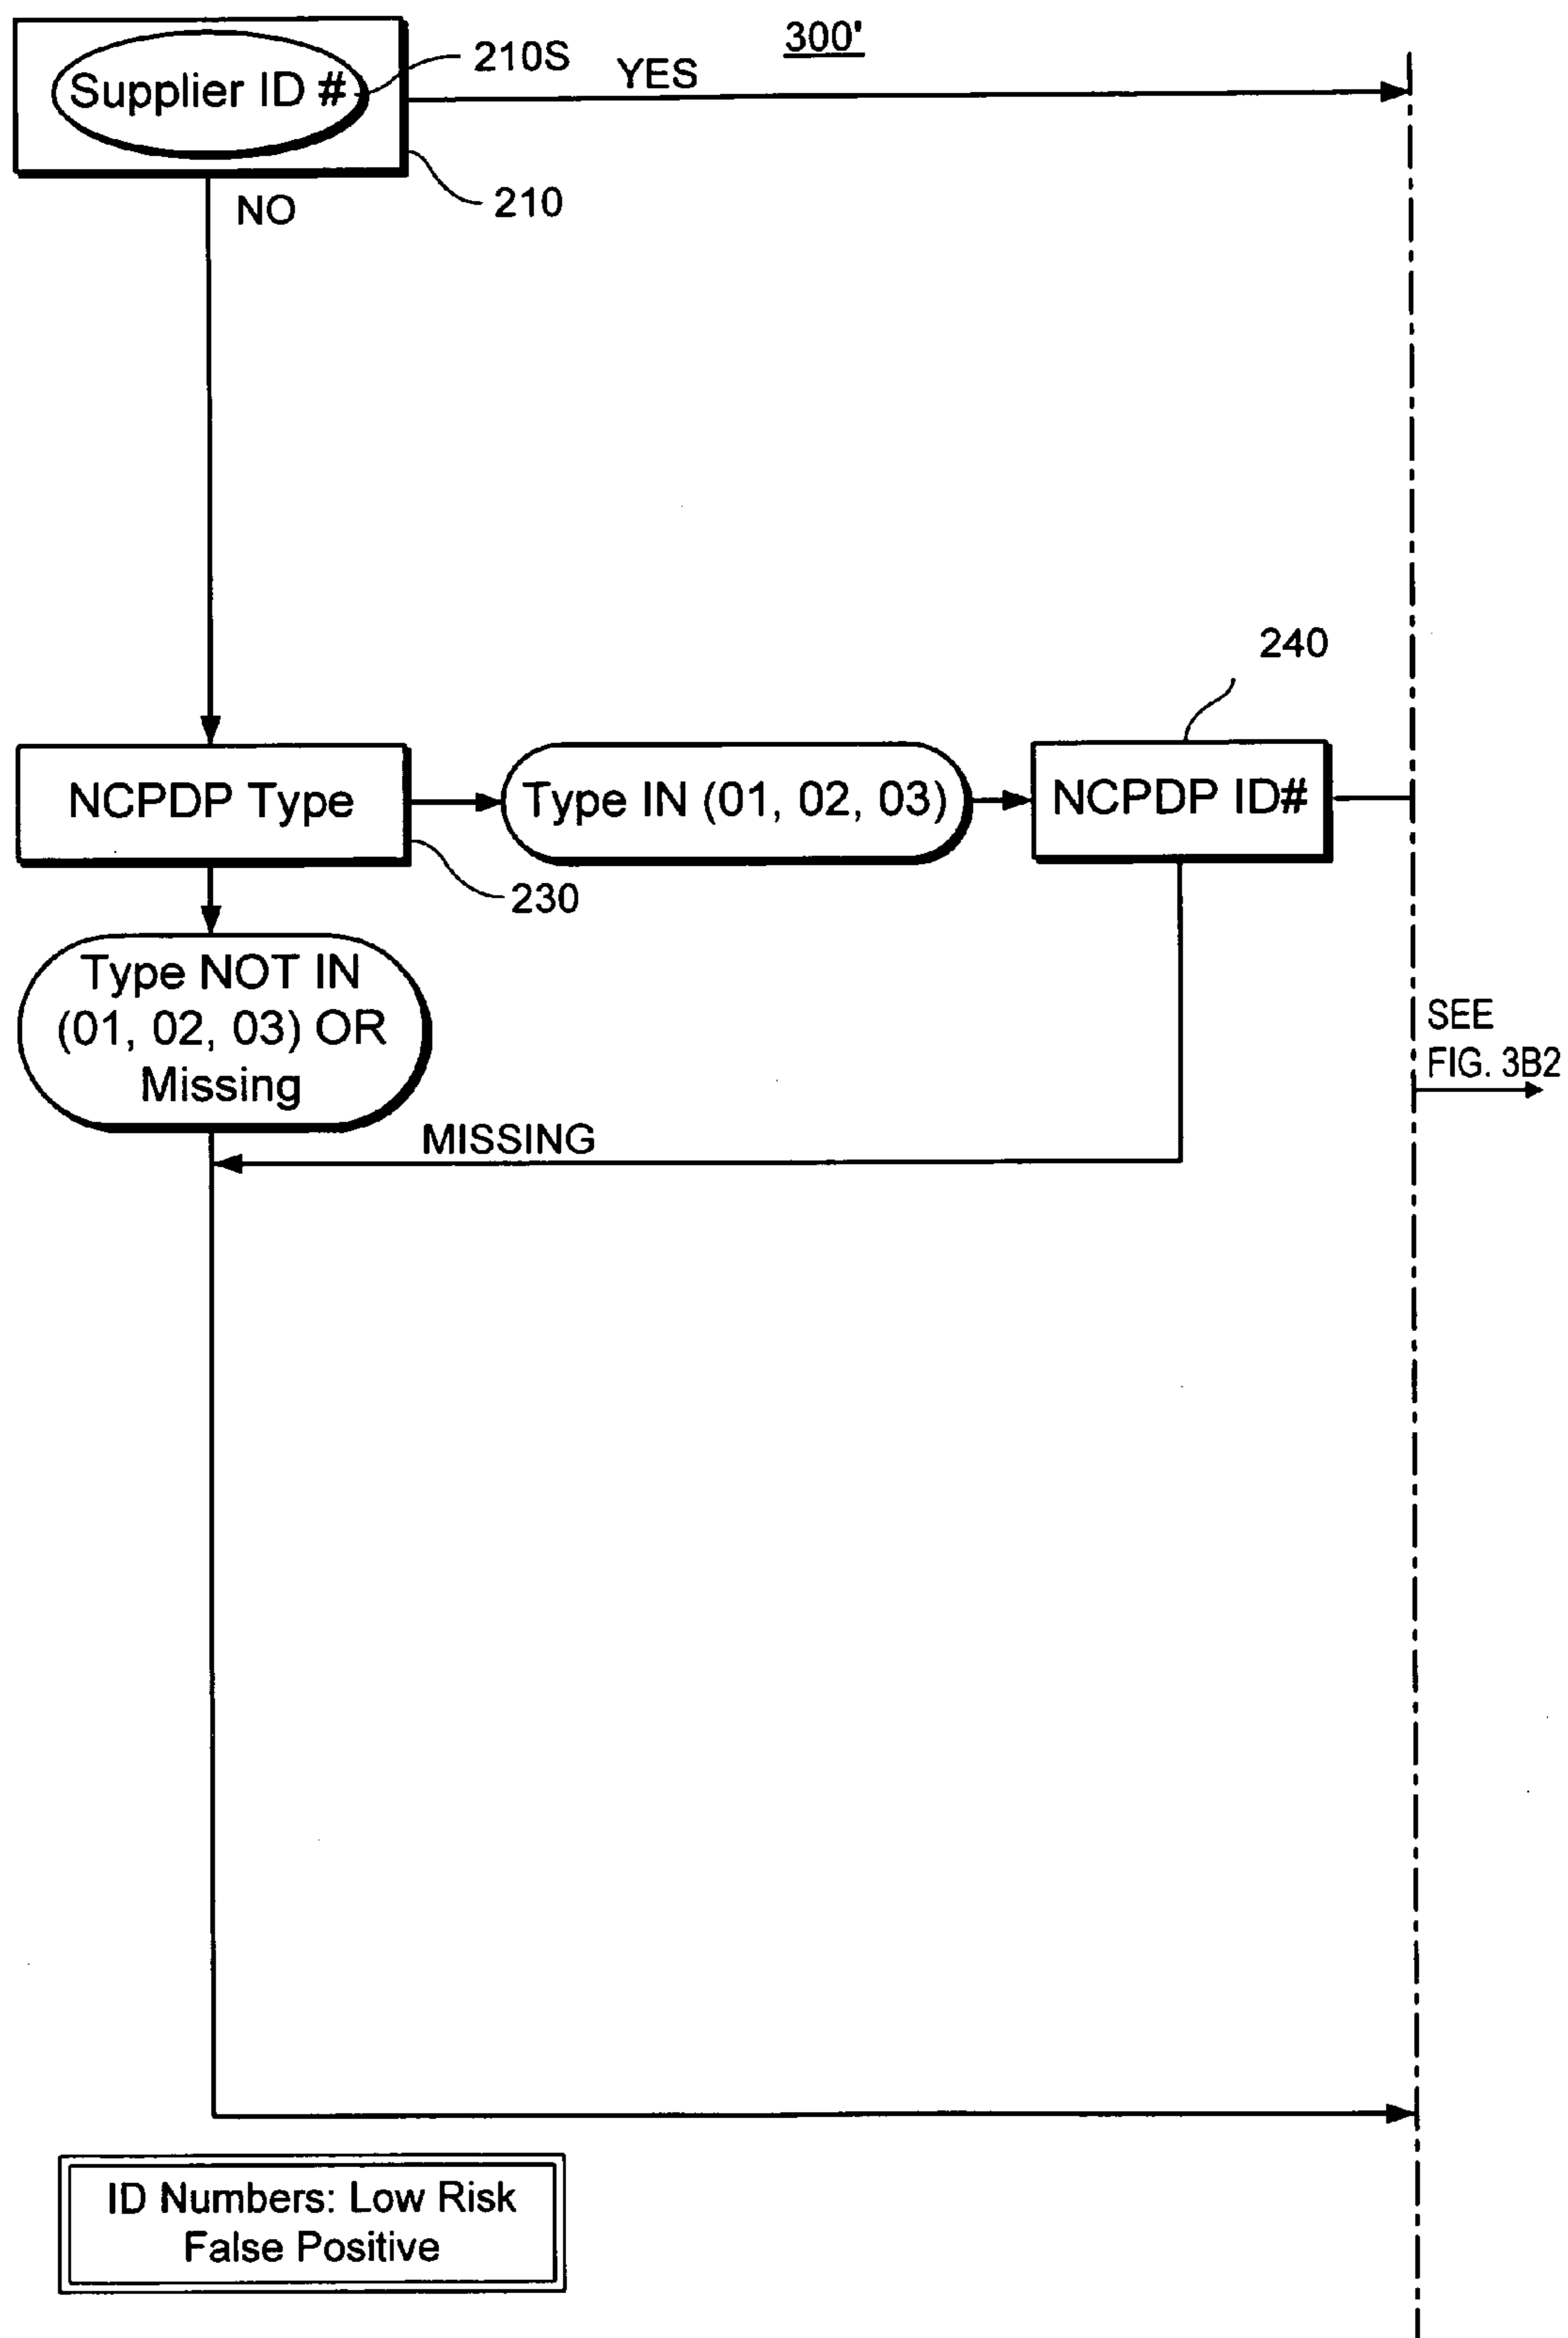 300'
Supplier ID #
210S
YES
210
NO
240
NCPDP Type
Type IN (01, 02, 03)
NCPDP ID#
230
Type NOT IN
(01, 02, 03) OR
Missing
SEE
FIG. 3B2
MISSING
ID Numbers: Low Risk
False Positive